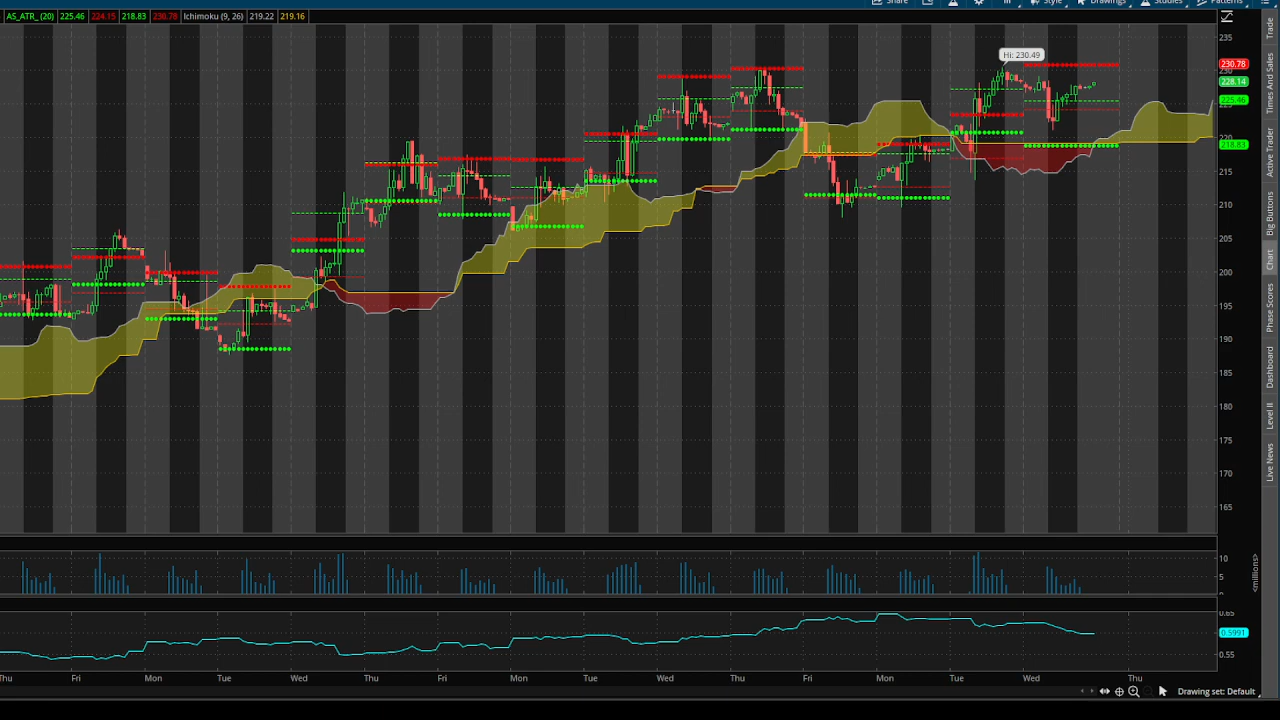 Share
Style
Drawings
Studies
Patterns
AS_ATR_ (20) 225.46 224.15 218.83 230.78 Ichimoku (9, 26) 219.22 219.16
Hi: 230.49
235
230.78
230
228.14
225.46
225
220
218.83
215
210
205
200
195
190
185
180
175
170
165
10
5
0
<millions>
0.65
0.5991
0.55
Thu Fri Mon Tue Wed Thu Fri Mon Tue Wed Thu Fri Mon Tue Wed Thu
Drawing set: Default
Trade
Times And Sales
Active Trader
Big Buttons
Chart
Phase Scores
Dashboard
Level II
Live News